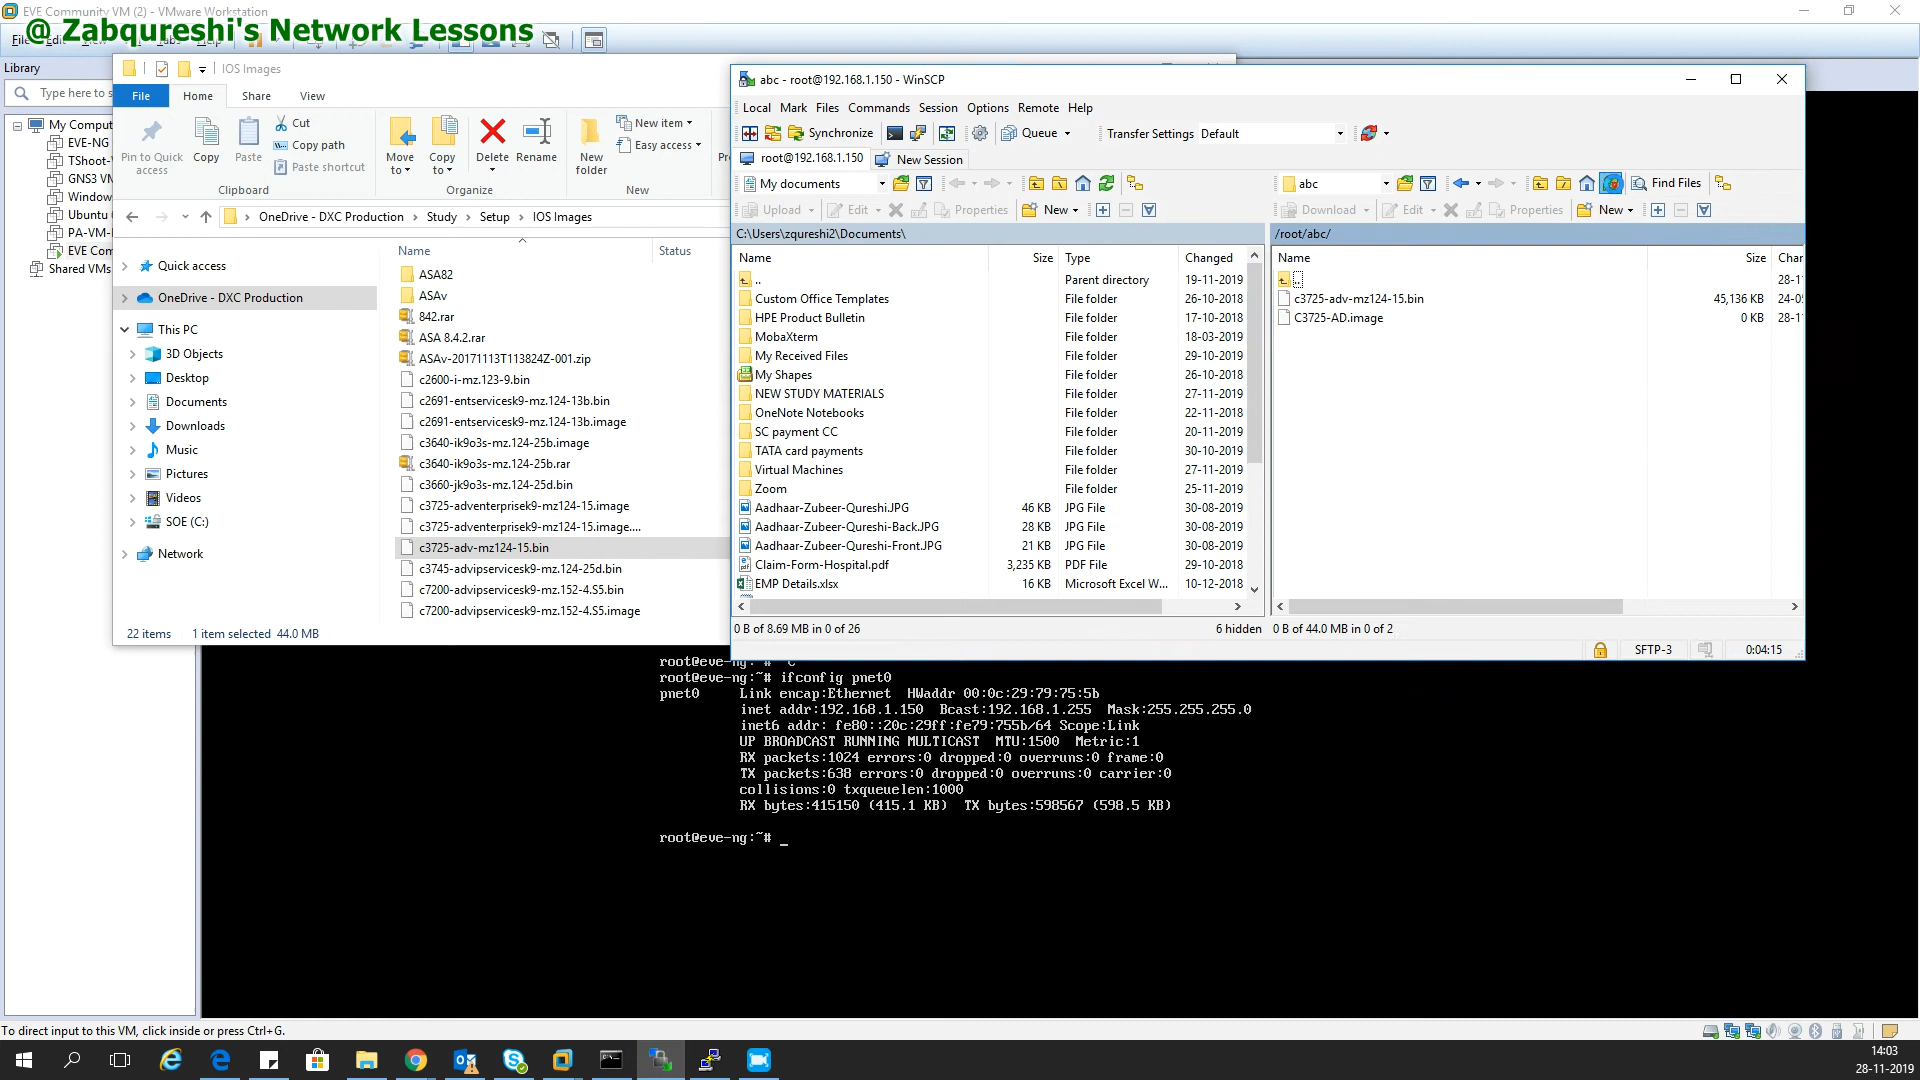 EVE Community VM (2) - VMware Workstation
@ Zabqureshi's Network Lessons
Library
Type here to s
My Comput
EVE-NG
TShoot-
GNS3 VM
Window
Ubuntu
PA-VM-
EVE Com
Shared VMs
IOS Images
File Home Share View
Pin to Quick access
Copy
Paste
Cut
Copy path
Paste shortcut
Clipboard
Move to
Copy to
Delete
Rename
Organize
New folder
New item
Easy access
New
OneDrive - DXC Production > Study > Setup > IOS Images
Name Status
Quick access
OneDrive - DXC Production
This PC
3D Objects
Desktop
Documents
Downloads
Music
Pictures
Videos
SOE (C:)
Network
ASA82
ASAv
842.rar
ASA 8.4.2.rar
ASAv-20171113T113824Z-001.zip
c2600-i-mz.123-9.bin
c2691-entservicesk9-mz.124-13b.bin
c2691-entservicesk9-mz.124-13b.image
c3640-ik9o3s-mz.124-25b.image
c3640-ik9o3s-mz.124-25b.rar
c3660-jk9o3s-mz.124-25d.bin
c3725-adventerprisek9-mz124-15.image
c3725-adventerprisek9-mz124-15.image....
c3725-adv-mz124-15.bin
c3745-advipservicesk9-mz.124-25d.bin
c7200-advipservicesk9-mz.152-4.S5.bin
c7200-advipservicesk9-mz.152-4.S5.image
22 items 1 item selected 44.0 MB
abc - root@192.168.1.150 - WinSCP
Local Mark Files Commands Session Options Remote Help
Synchronize Queue Transfer Settings Default
root@192.168.1.150 New Session
My documents
Upload Edit Properties New
C:\Users\zqureshi2\Documents\
Name Size Type Changed
.. Parent directory 19-11-2019
Custom Office Templates File folder 26-10-2018
HPE Product Bulletin File folder 17-10-2018
MobaXterm File folder 18-03-2019
My Received Files File folder 29-10-2019
My Shapes File folder 26-10-2018
NEW STUDY MATERIALS File folder 27-11-2019
OneNote Notebooks File folder 22-11-2018
SC payment CC File folder 20-11-2019
TATA card payments File folder 30-10-2019
Virtual Machines File folder 27-11-2019
Zoom File folder 25-11-2019
Aadhaar-Zubeer-Qureshi.JPG 46 KB JPG File 30-08-2019
Aadhaar-Zubeer-Qureshi-Back.JPG 28 KB JPG File 30-08-2019
Aadhaar-Zubeer-Qureshi-Front.JPG 21 KB JPG File 30-08-2019
Claim-Form-Hospital.pdf 3,235 KB PDF File 29-10-2018
EMP Details.xlsx 16 KB Microsoft Excel W... 10-12-2018
0 B of 8.69 MB in 0 of 26 6 hidden
abc Find Files
Download Edit Properties New
/root/abc/
Name Size Char
.. 28-1
c3725-adv-mz124-15.bin 45,136 KB 24-0
C3725-AD.image 0 KB 28-1
0 B of 44.0 MB in 0 of 2
SFTP-3 0:04:15
root@eve-ng:~# ^C
root@eve-ng:~# ifconfig pnet0
pnet0 Link encap:Ethernet HWaddr 00:0c:29:79:75:5b
inet addr:192.168.1.150 Bcast:192.168.1.255 Mask:255.255.255.0
inet6 addr: fe80::20c:29ff:fe79:755b/64 Scope:Link
UP BROADCAST RUNNING MULTICAST MTU:1500 Metric:1
RX packets:1024 errors:0 dropped:0 overruns:0 frame:0
TX packets:638 errors:0 dropped:0 overruns:0 carrier:0
collisions:0 txqueuelen:1000
RX bytes:415150 (415.1 KB) TX bytes:598567 (598.5 KB)
root@eve-ng:~# _
To direct input to this VM, click inside or press Ctrl+G.
14:03
28-11-2019